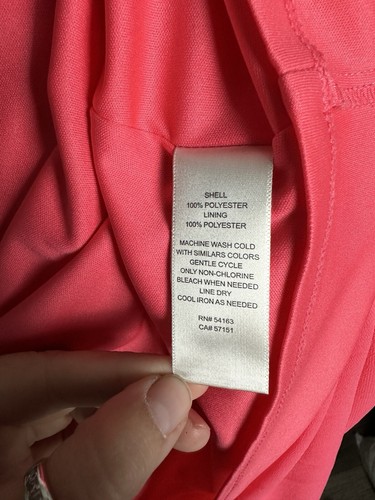 SHELL
100% POLYESTER
LINING
100% POLYESTER
MACHINE WASH COLD
WITH SIMILARS COLORS
GENTLE CYCLE
ONLY NON-CHLORINE
BLEACH WHEN NEEDED
LINE DRY
COOL IRON AS NEEDED
RN# 54163
CA# 57151